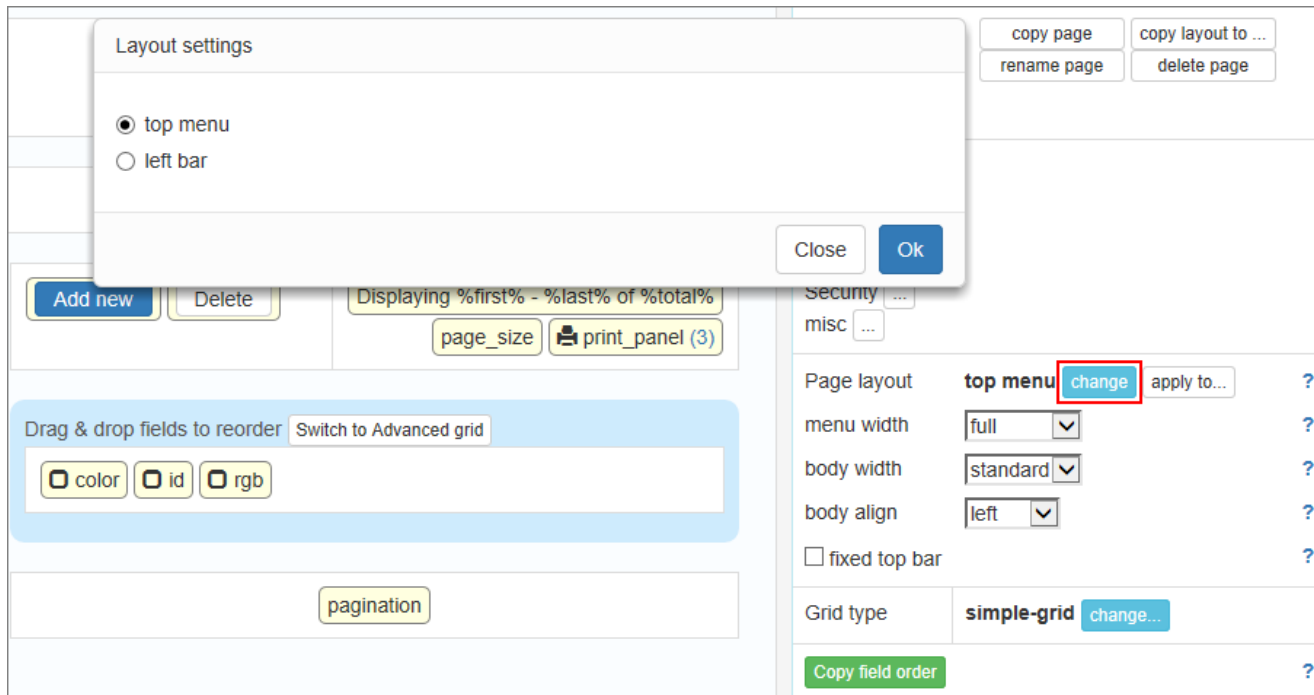 Layout settings
top menu
left bar
Close
Ok
copy page
copy layout to ...
rename page
delete page
Add new
Delete
Displaying %first% - %last% of %total%
page_size
print_panel (3)
Drag & drop fields to reorder
Switch to Advanced grid
color
id
rgb
pagination
Security ...
misc ...
Page layout
top menu
change
apply to...
?
menu width
full
?
body width
standard
?
body align
left
?
fixed top bar
?
Grid type
simple-grid
change...
Copy field order
?